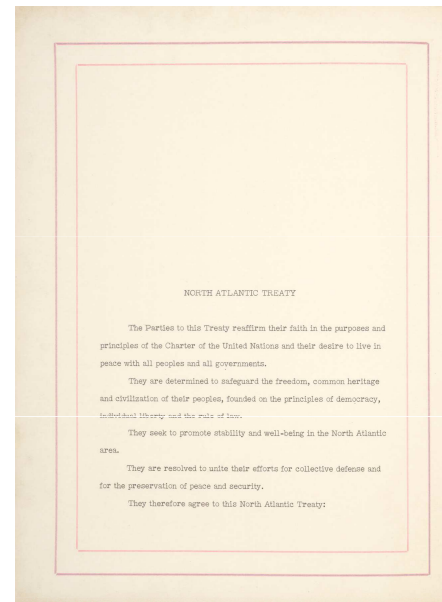 NORTH ATLANTIC TREATY
The Parties to this Treaty reaffirm their faith in the purposes and
principles of the Charter of the United Nations and their desire to live in
peace with all peoples and all governments.
They are determined to safeguard the freedom, common heritage
and civilization of their peoples, founded on the principles of democracy,
individual liberty and the rule of law.
They seek to promote stability and well-being in the North Atlantic
area.
They are resolved to unite their efforts for collective defense and
for the preservation of peace and security.
They therefore agree to this North Atlantic Treaty: